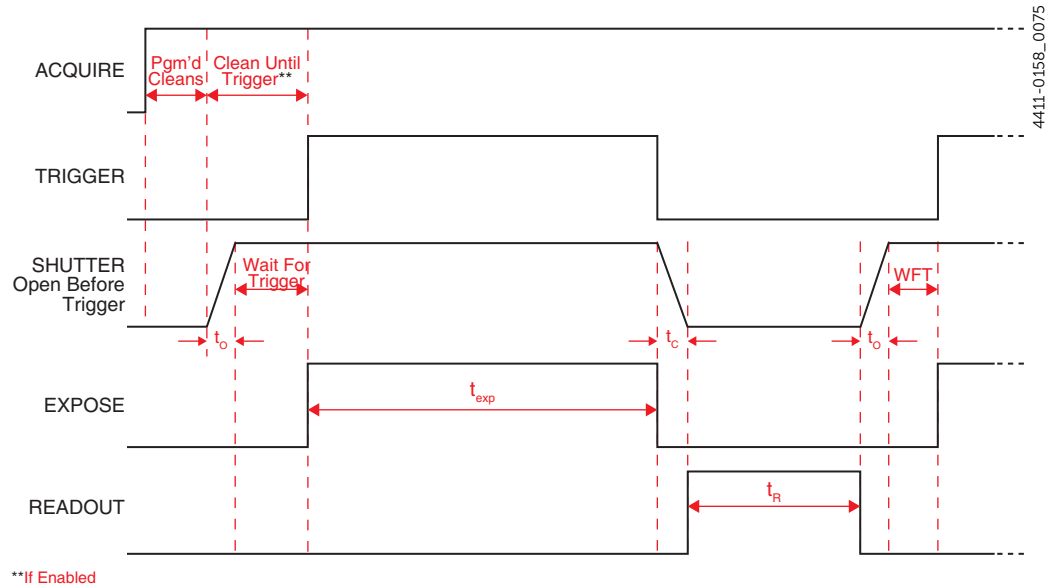 4411-0158_0075
ACQUIRE
Pgm'd
Cleans
Clean Until
Trigger**
TRIGGER
SHUTTER
Open Before
Trigger
Wait For
Trigger
WFT
tO
tC
tO
EXPOSE
texp
READOUT
tR
**If Enabled